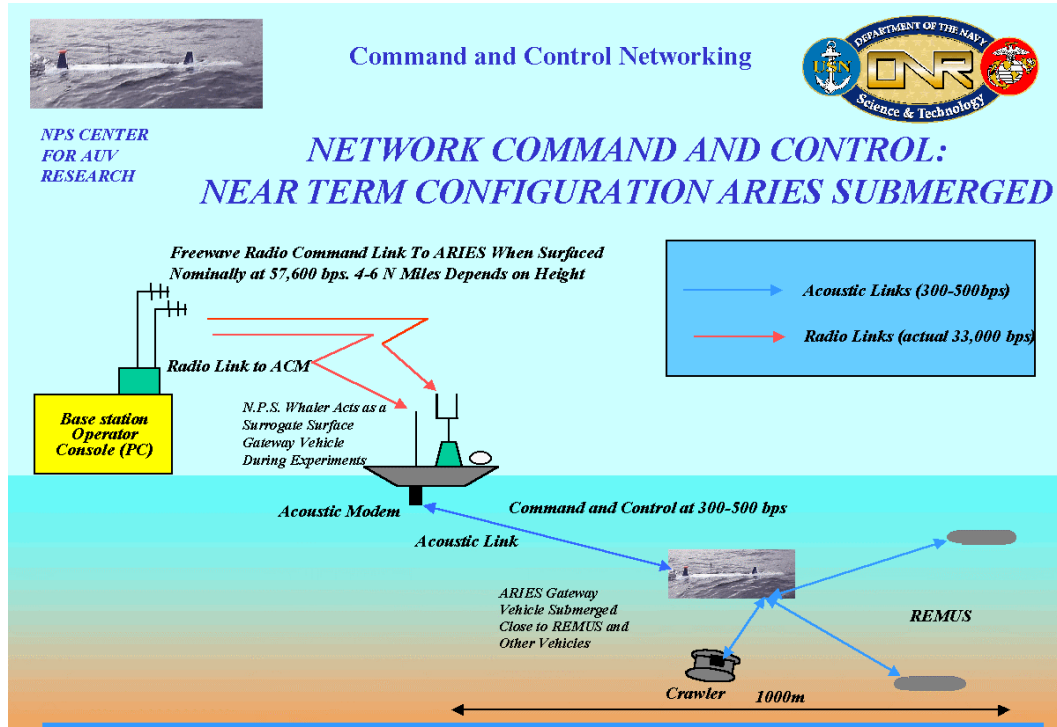 Command and Control Networking
DEPARTMENT OF THE NAVY
USN
ONR
Science & Technology
NPS CENTER
FOR AUV
RESEARCH
NETWORK COMMAND AND CONTROL:
NEAR TERM CONFIGURATION ARIES SUBMERGED
Freewave Radio Command Link To ARIES When Surfaced
Nominally at 57,600 bps. 4-6 N Miles Depends on Height
Acoustic Links (300-500bps)
Radio Links (actual 33,000 bps)
Radio Link to ACM
Base station
Operator
Console (PC)
N.P.S. Whaler Acts as a
Surrogate Surface
Gateway Vehicle
During Experiments
Acoustic Modem
Command and Control at 300-500 bps
Acoustic Link
ARIES Gateway
Vehicle Submerged
Close to REMUS and
Other Vehicles
REMUS
Crawler
1000m